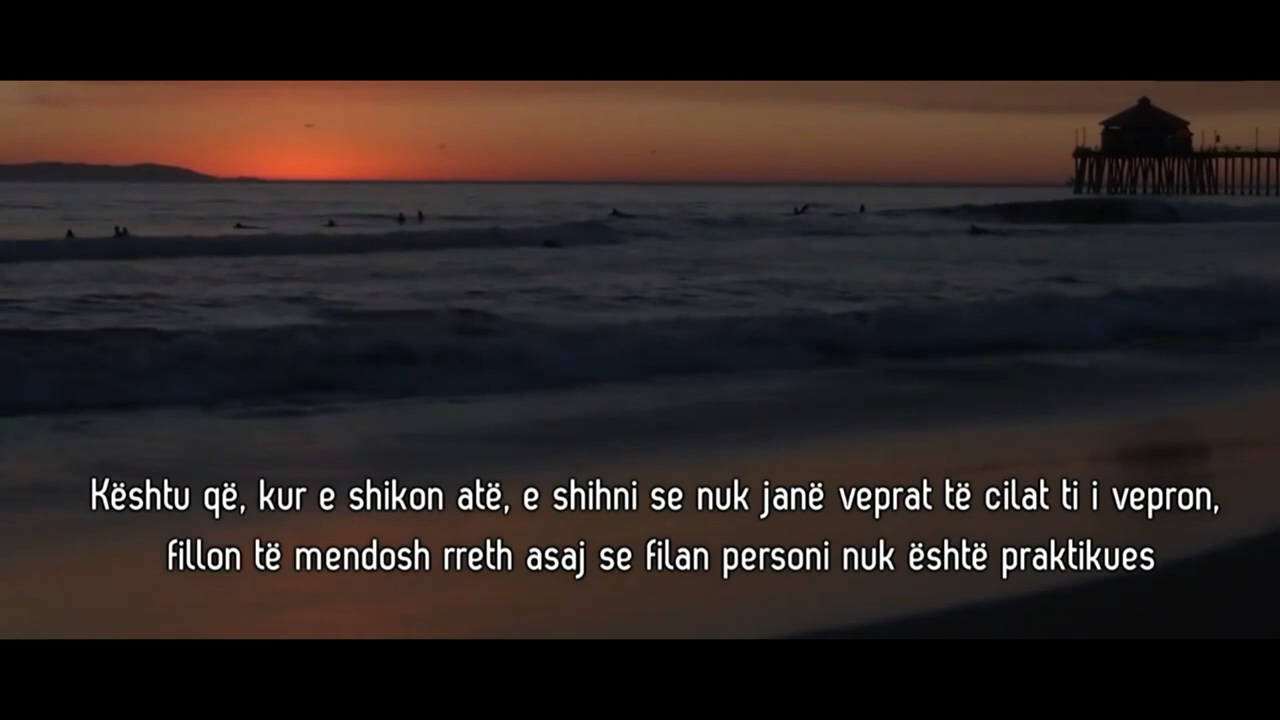 Kështu që, kur e shikon atë, e shihni se nuk janë veprat të cilat ti i vepron,
fillon të mendosh rreth asaj se filan personi nuk është praktikues